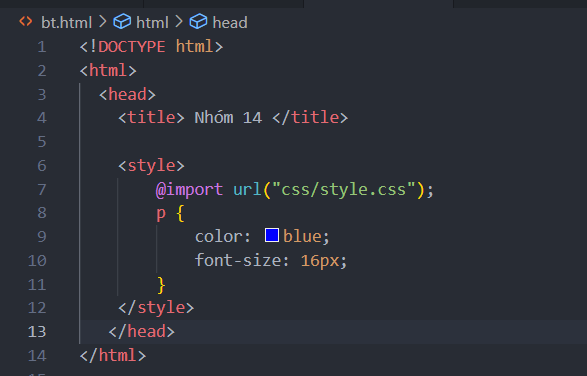 bt.html > html > head
1 <!DOCTYPE html>
2 <html>
3 <head>
4 <title> Nhóm 14 </title>
5
6 <style>
7 @import url("css/style.css");
8 p {
9 color: blue;
10 font-size: 16px;
11 }
12 </style>
13 </head>
14 </html>
15